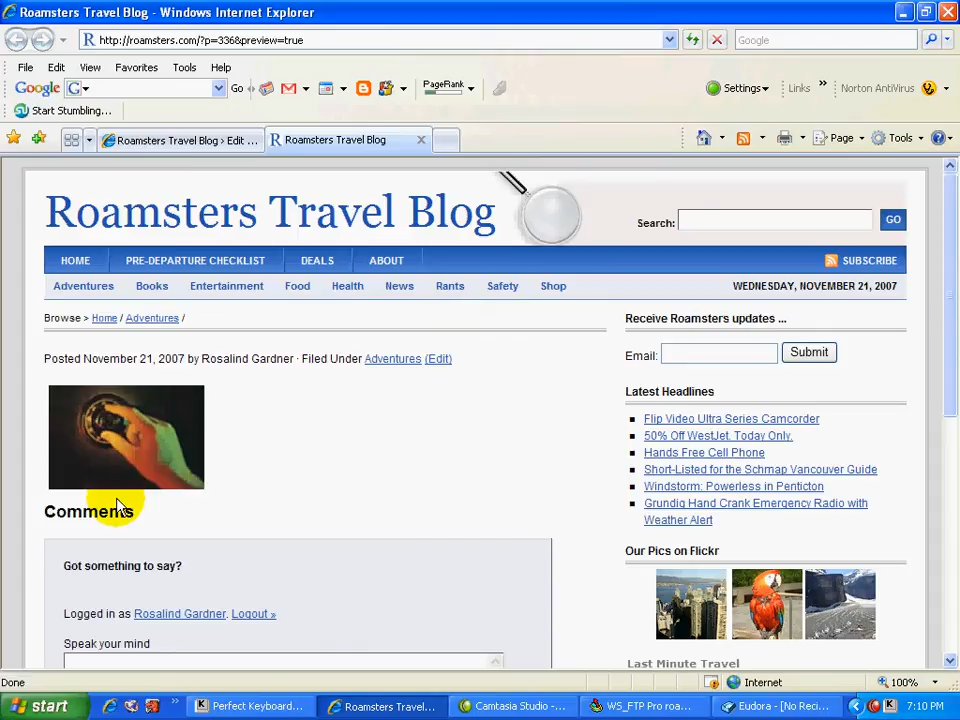 Roamsters Travel Blog - Windows Internet Explorer
http://roamsters.com/?p=336&preview=true
Google
File Edit View Favorites Tools Help
Google G Go PageRank Settings Links » Norton AntiVirus
Start Stumbling...
Roamsters Travel Blog › Edit ... Roamsters Travel Blog Page Tools »
Roamsters Travel Blog
Search: GO
HOME PRE-DEPARTURE CHECKLIST DEALS ABOUT SUBSCRIBE
Adventures Books Entertainment Food Health News Rants Safety Shop WEDNESDAY, NOVEMBER 21, 2007
Browse > Home / Adventures /
Posted November 21, 2007 by Rosalind Gardner · Filed Under Adventures (Edit)
Comments
Got something to say?
Logged in as Rosalind Gardner. Logout »
Speak your mind
Receive Roamsters updates ...
Email: Submit
Latest Headlines
Flip Video Ultra Series Camcorder
50% Off WestJet. Today Only.
Hands Free Cell Phone
Short-Listed for the Schmap Vancouver Guide
Windstorm: Powerless in Penticton
Grundig Hand Crank Emergency Radio with
Weather Alert
Our Pics on Flickr
Last Minute Travel
Done Internet 100%
start » Perfect Keyboard... Roamsters Travel... Camtasia Studio -... WS_FTP Pro roa... Eudora - [No Reci... 7:10 PM